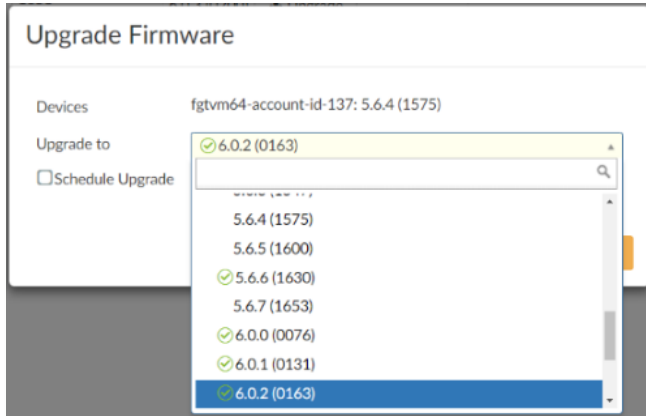 Upgrade Firmware
Devices fgtvm64-account-id-137: 5.6.4 (1575)
Upgrade to 6.0.2 (0163)
Schedule Upgrade
5.6.4 (1575)
5.6.5 (1600)
5.6.6 (1630)
5.6.7 (1653)
6.0.0 (0076)
6.0.1 (0131)
6.0.2 (0163)